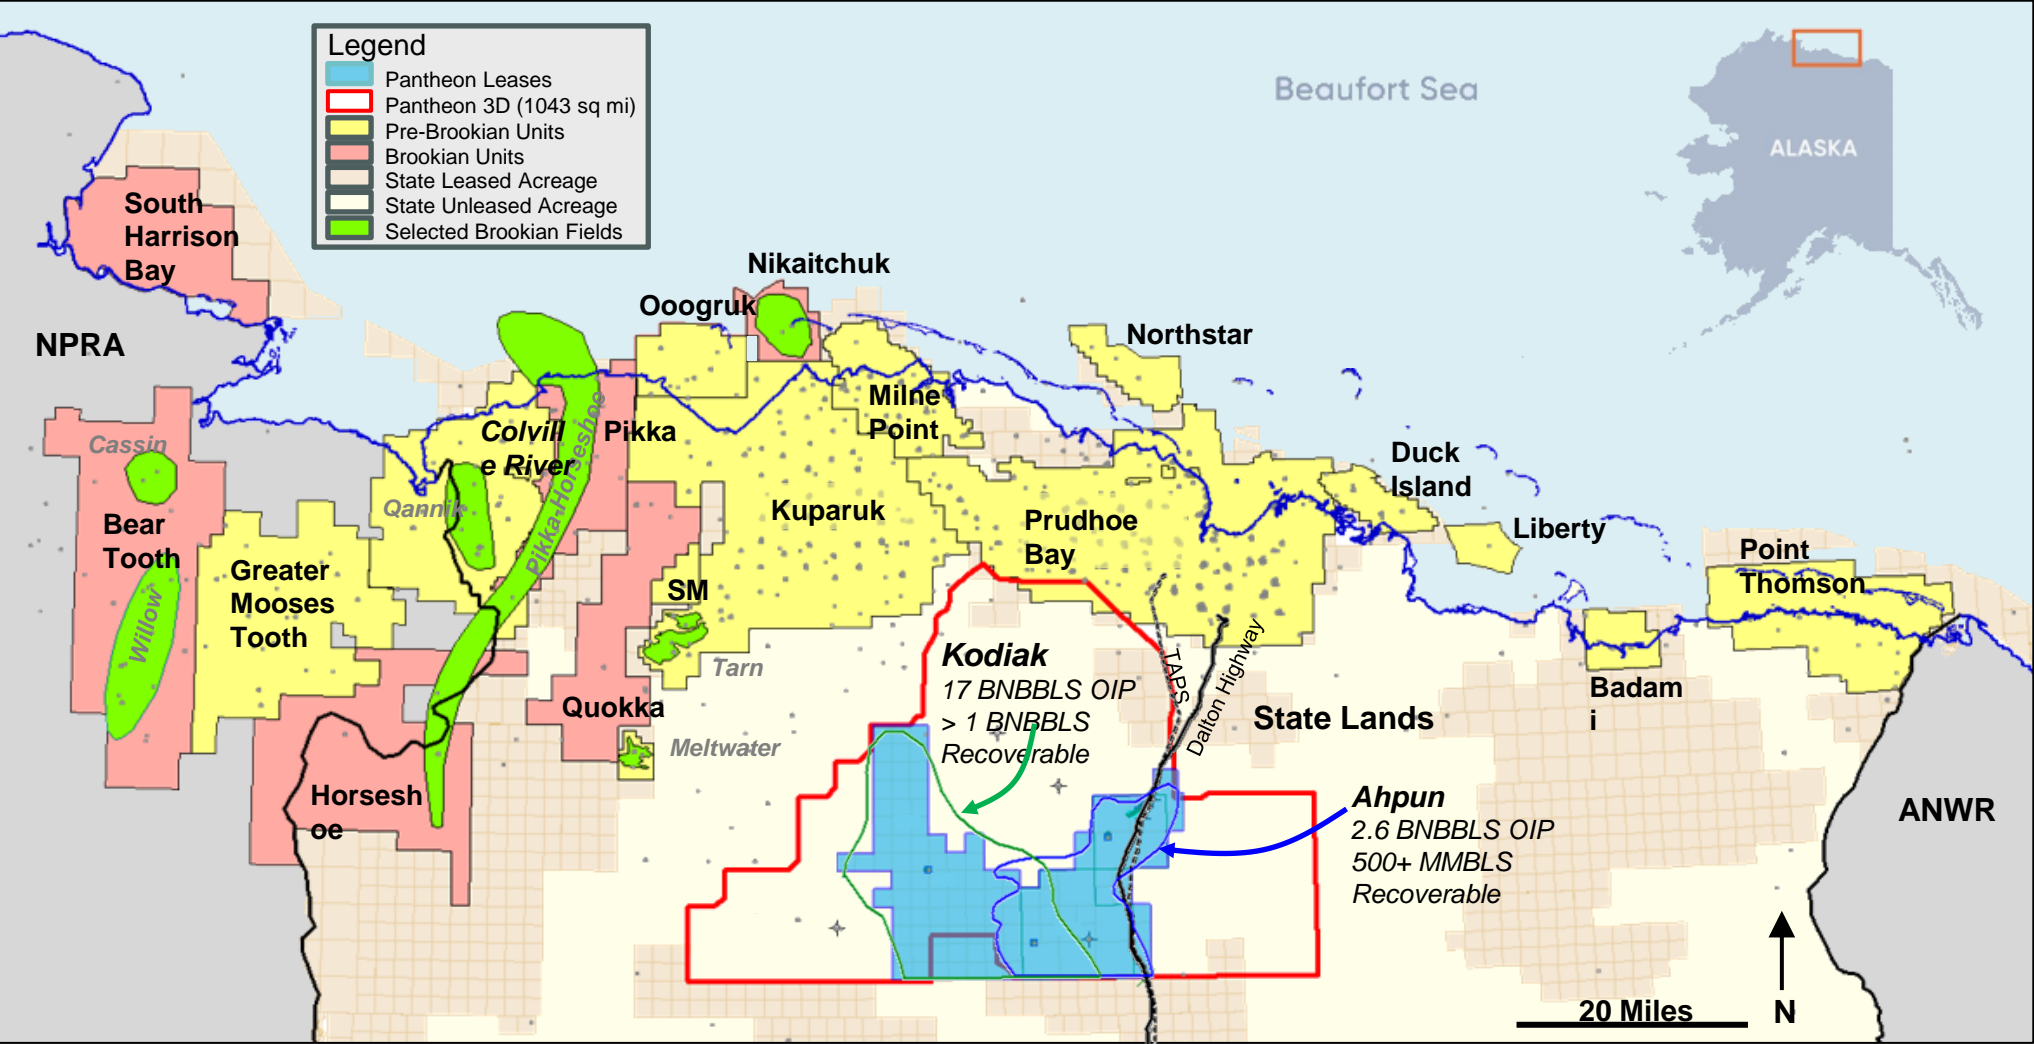 Legend
Pantheon Leases
Pantheon 3D (1043 sq mi)
Pre-Brookian Units
Brookian Units
State Leased Acreage
State Unleased Acreage
Selected Brookian Fields
Beaufort Sea
ALASKA
South
Harrison
Bay
NPRA
Nikaitchuk
Ooogruk
Northstar
Milne
Point
Colvill
e River
Pikka
Pikka-Horseshoe
Cassin
Qannik
Bear
Tooth
Willow
Greater
Mooses
Tooth
Kuparuk
Prudhoe
Bay
Duck
Island
Liberty
Point
Thomson
SM
Tarn
Quokka
Meltwater
Horsesh
oe
Kodiak
17 BNBBLS OIP
> 1 BNBBLS
Recoverable
TAPS
Dalton Highway
State Lands
Badam
i
Ahpun
2.6 BNBBLS OIP
500+ MMBLS
Recoverable
ANWR
20 Miles
N